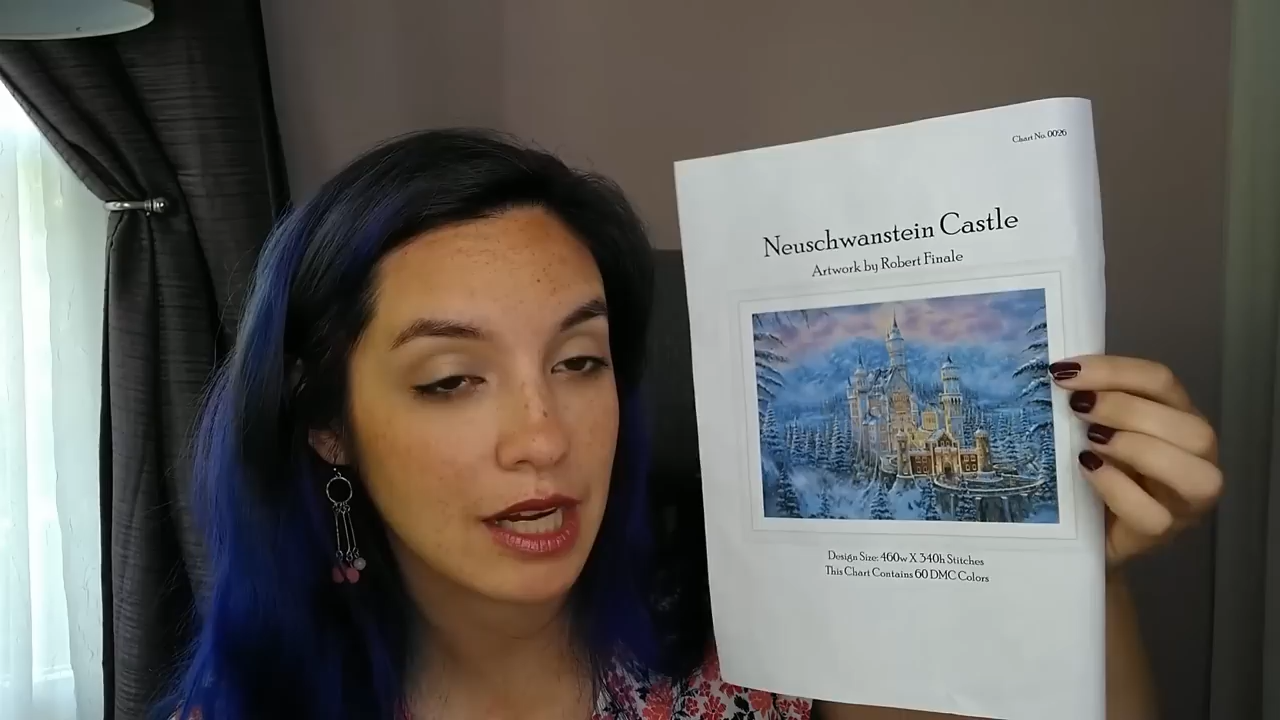 Chart No. 0026
Neuschwanstein Castle
Artwork by Robert Finale
Design Size: 460w X 340h Stitches
This Chart Contains 60 DMC Colors